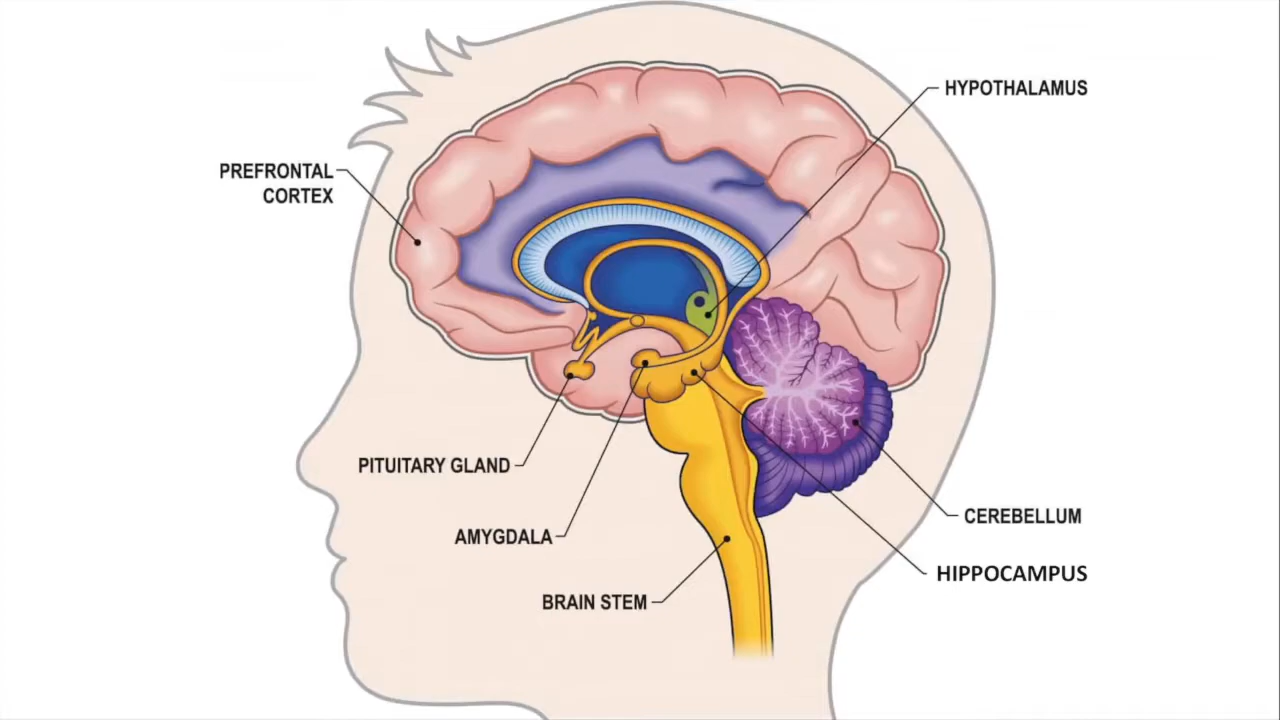 HYPOTHALAMUS
PREFRONTAL
CORTEX
PITUITARY GLAND
CEREBELLUM
AMYGDALA
HIPPOCAMPUS
BRAIN STEM